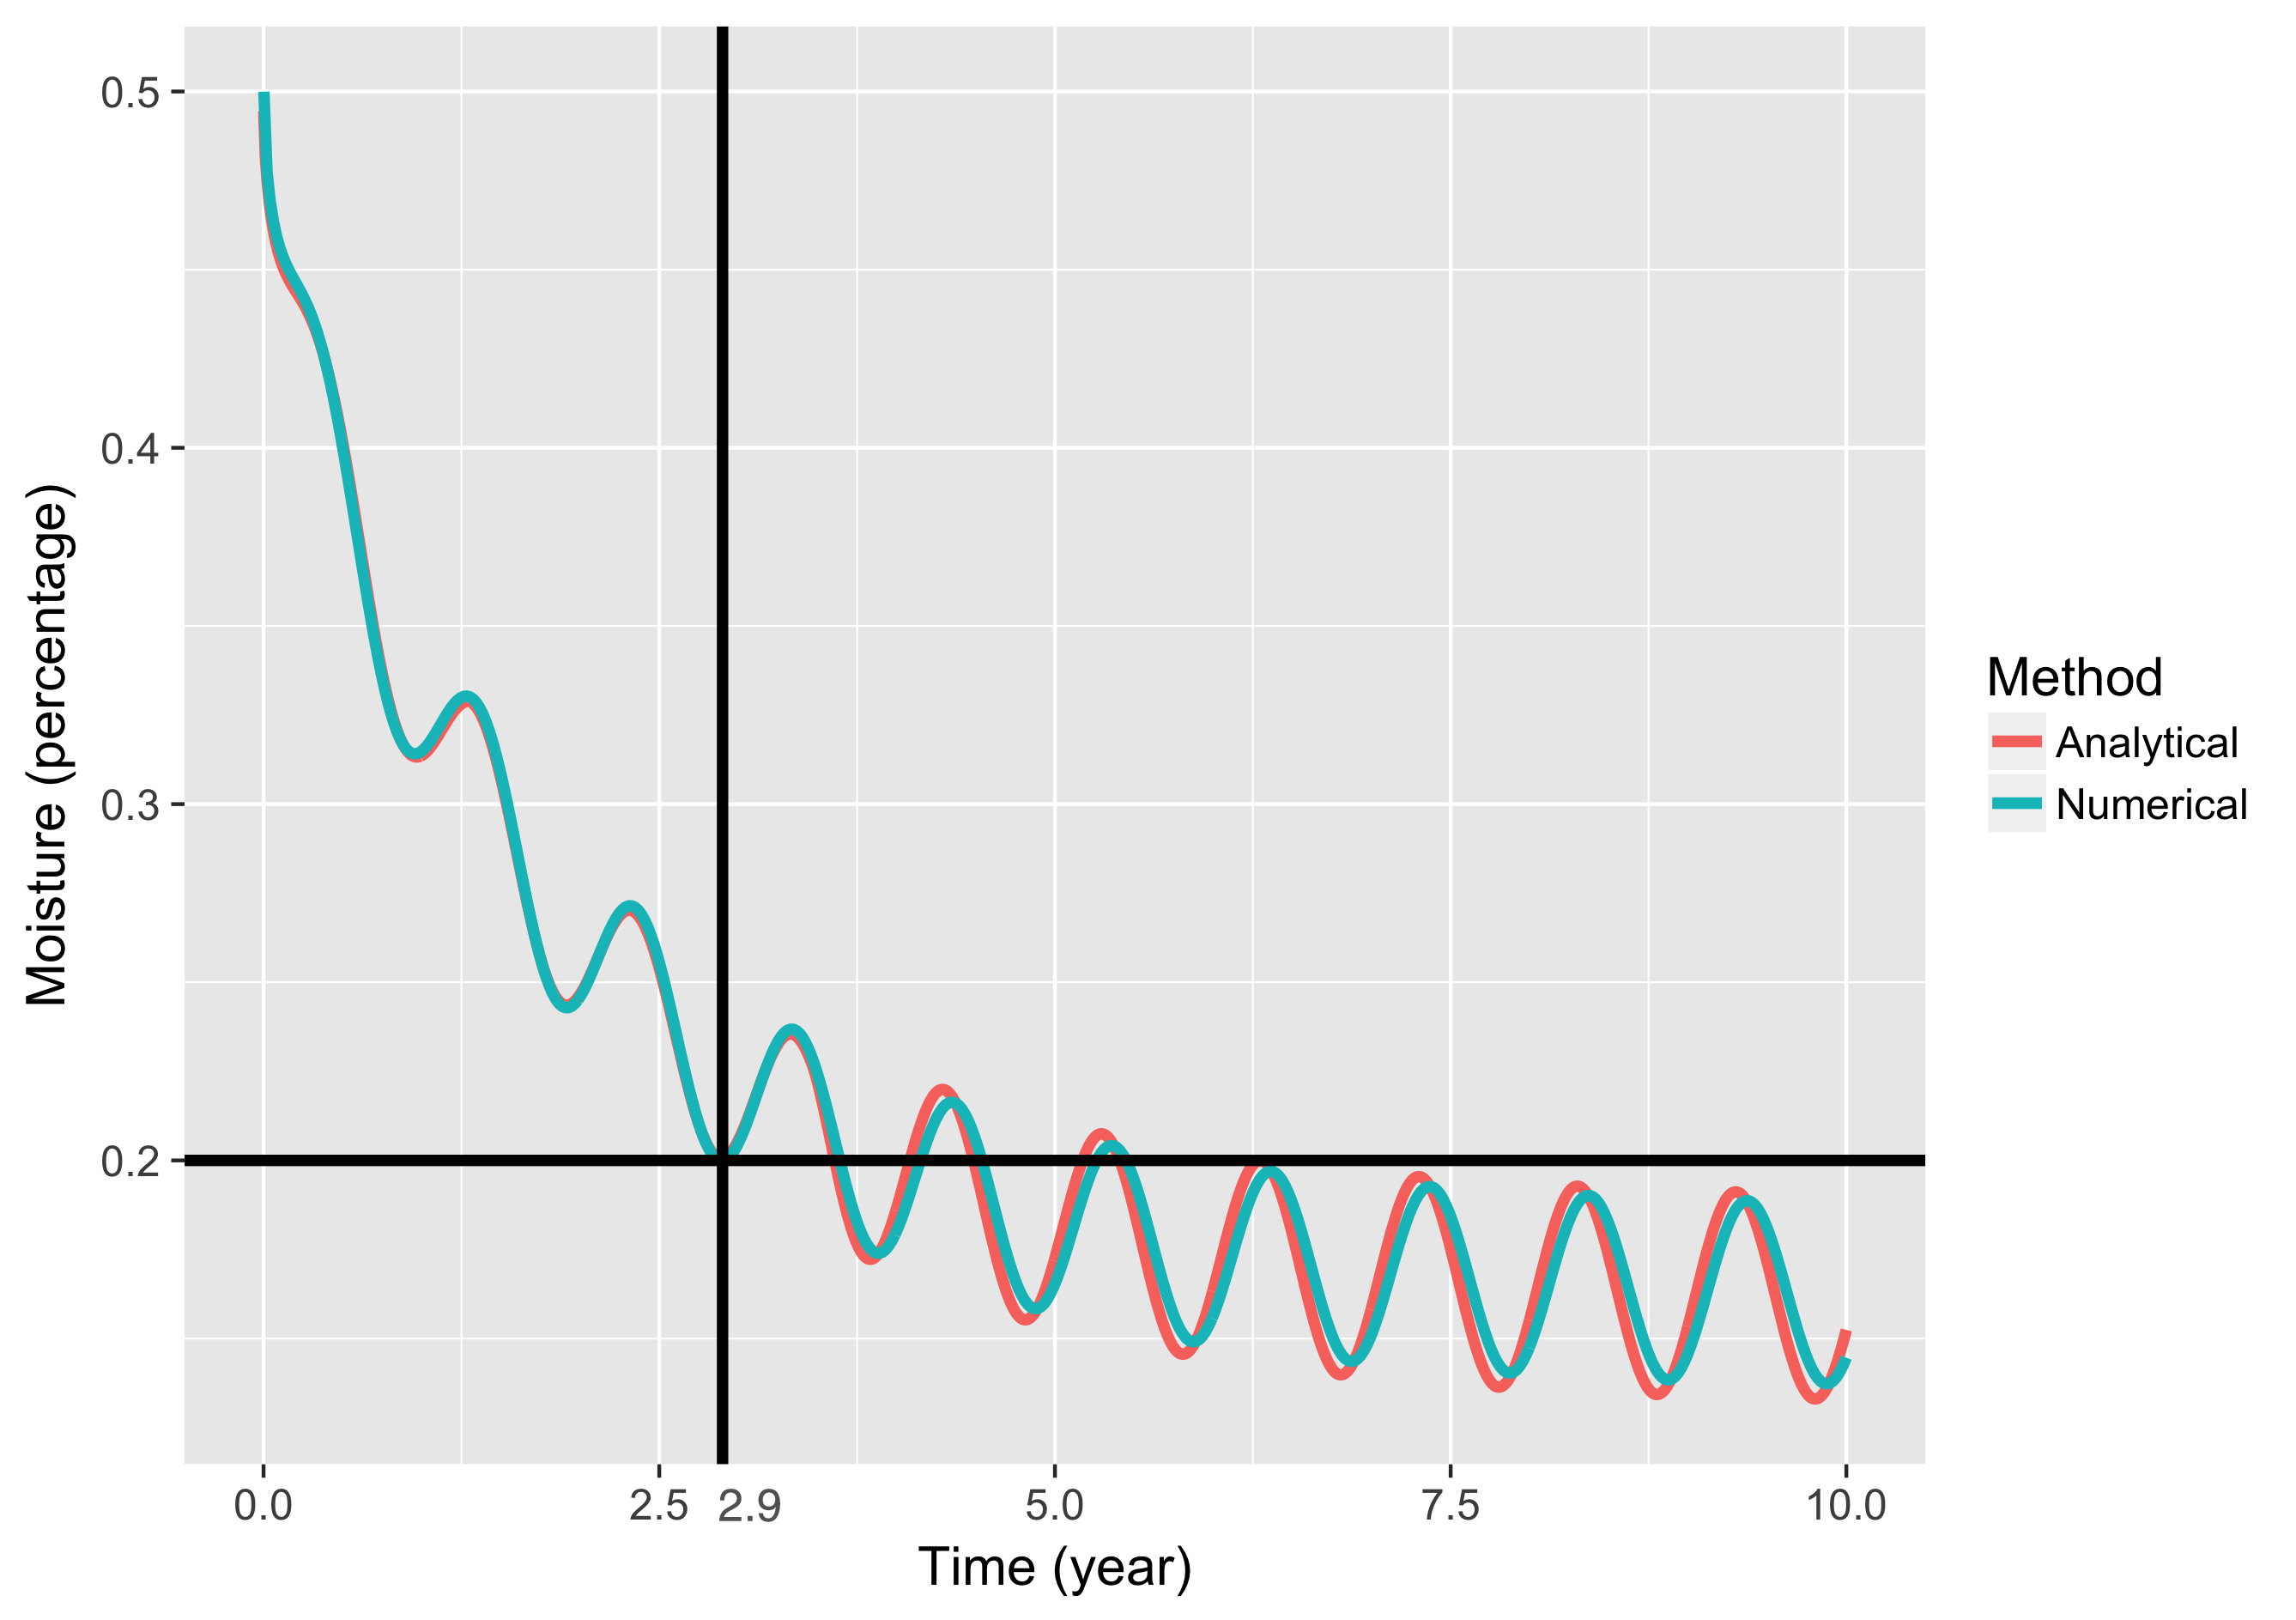 0.5
0.4
0.3
0.2
Moisture (percentage)
0.0 2.5 2.9 5.0 7.5 10.0
Time (year)
Method
Analytical
Numerical